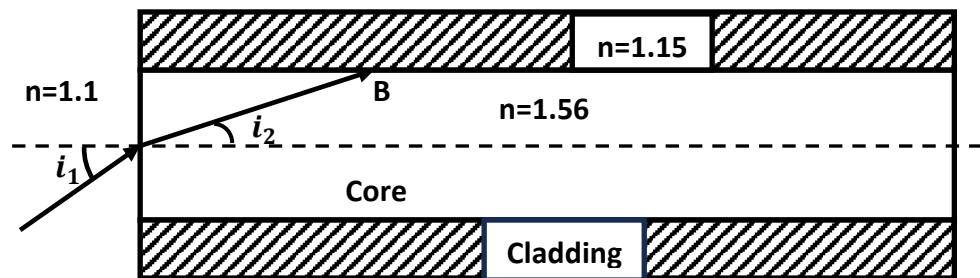 n=1.15
n=1.1
B
n=1.56
i₂
i₁
Core
Cladding